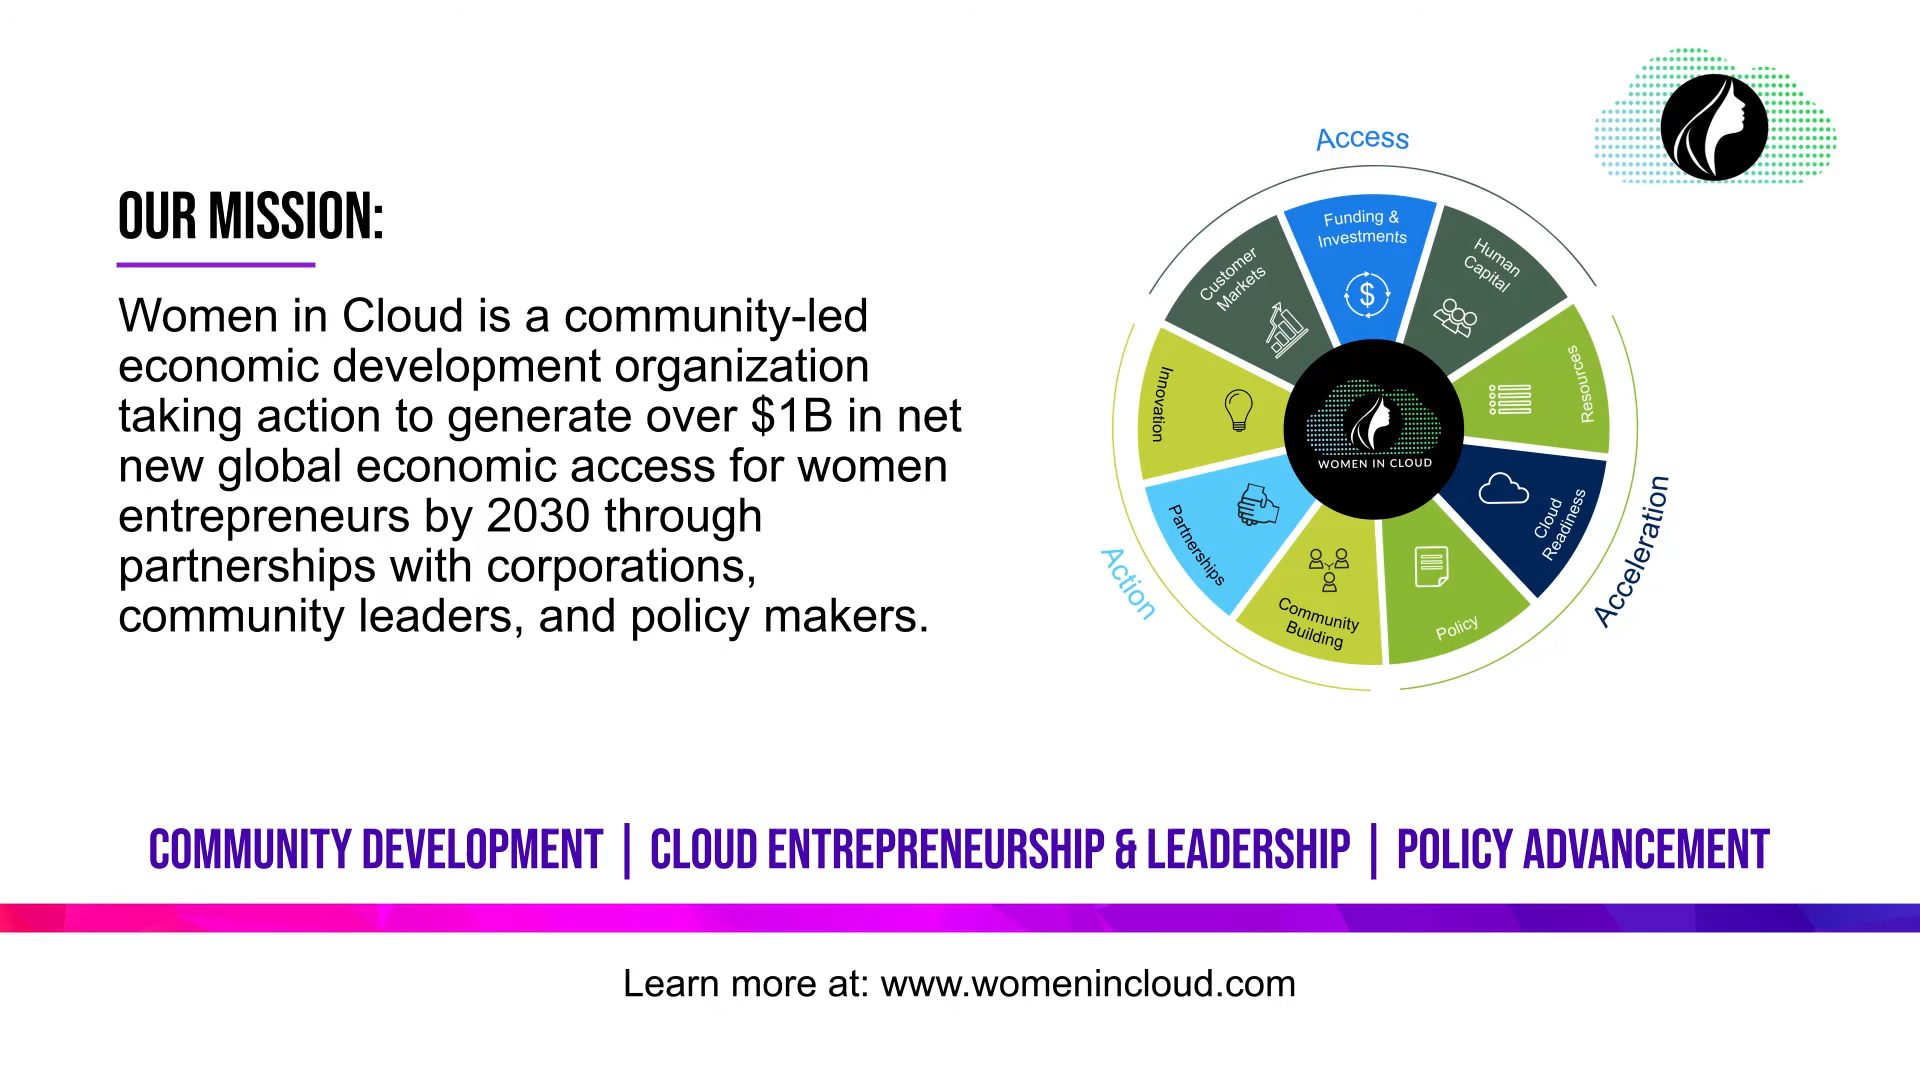 OUR MISSION:
Women in Cloud is a community-led
economic development organization
taking action to generate over $1B in net
new global economic access for women
entrepreneurs by 2030 through
partnerships with corporations,
community leaders, and policy makers.
Access
Funding &
Investments
Human
Capital
Resources
Cloud
Readiness
Acceleration
Policy
Community
Building
Partnerships
Action
Innovation
Customer
Markets
$
WOMEN IN CLOUD
COMMUNITY DEVELOPMENT | CLOUD ENTREPRENEURSHIP & LEADERSHIP | POLICY ADVANCEMENT
Learn more at: www.womenincloud.com